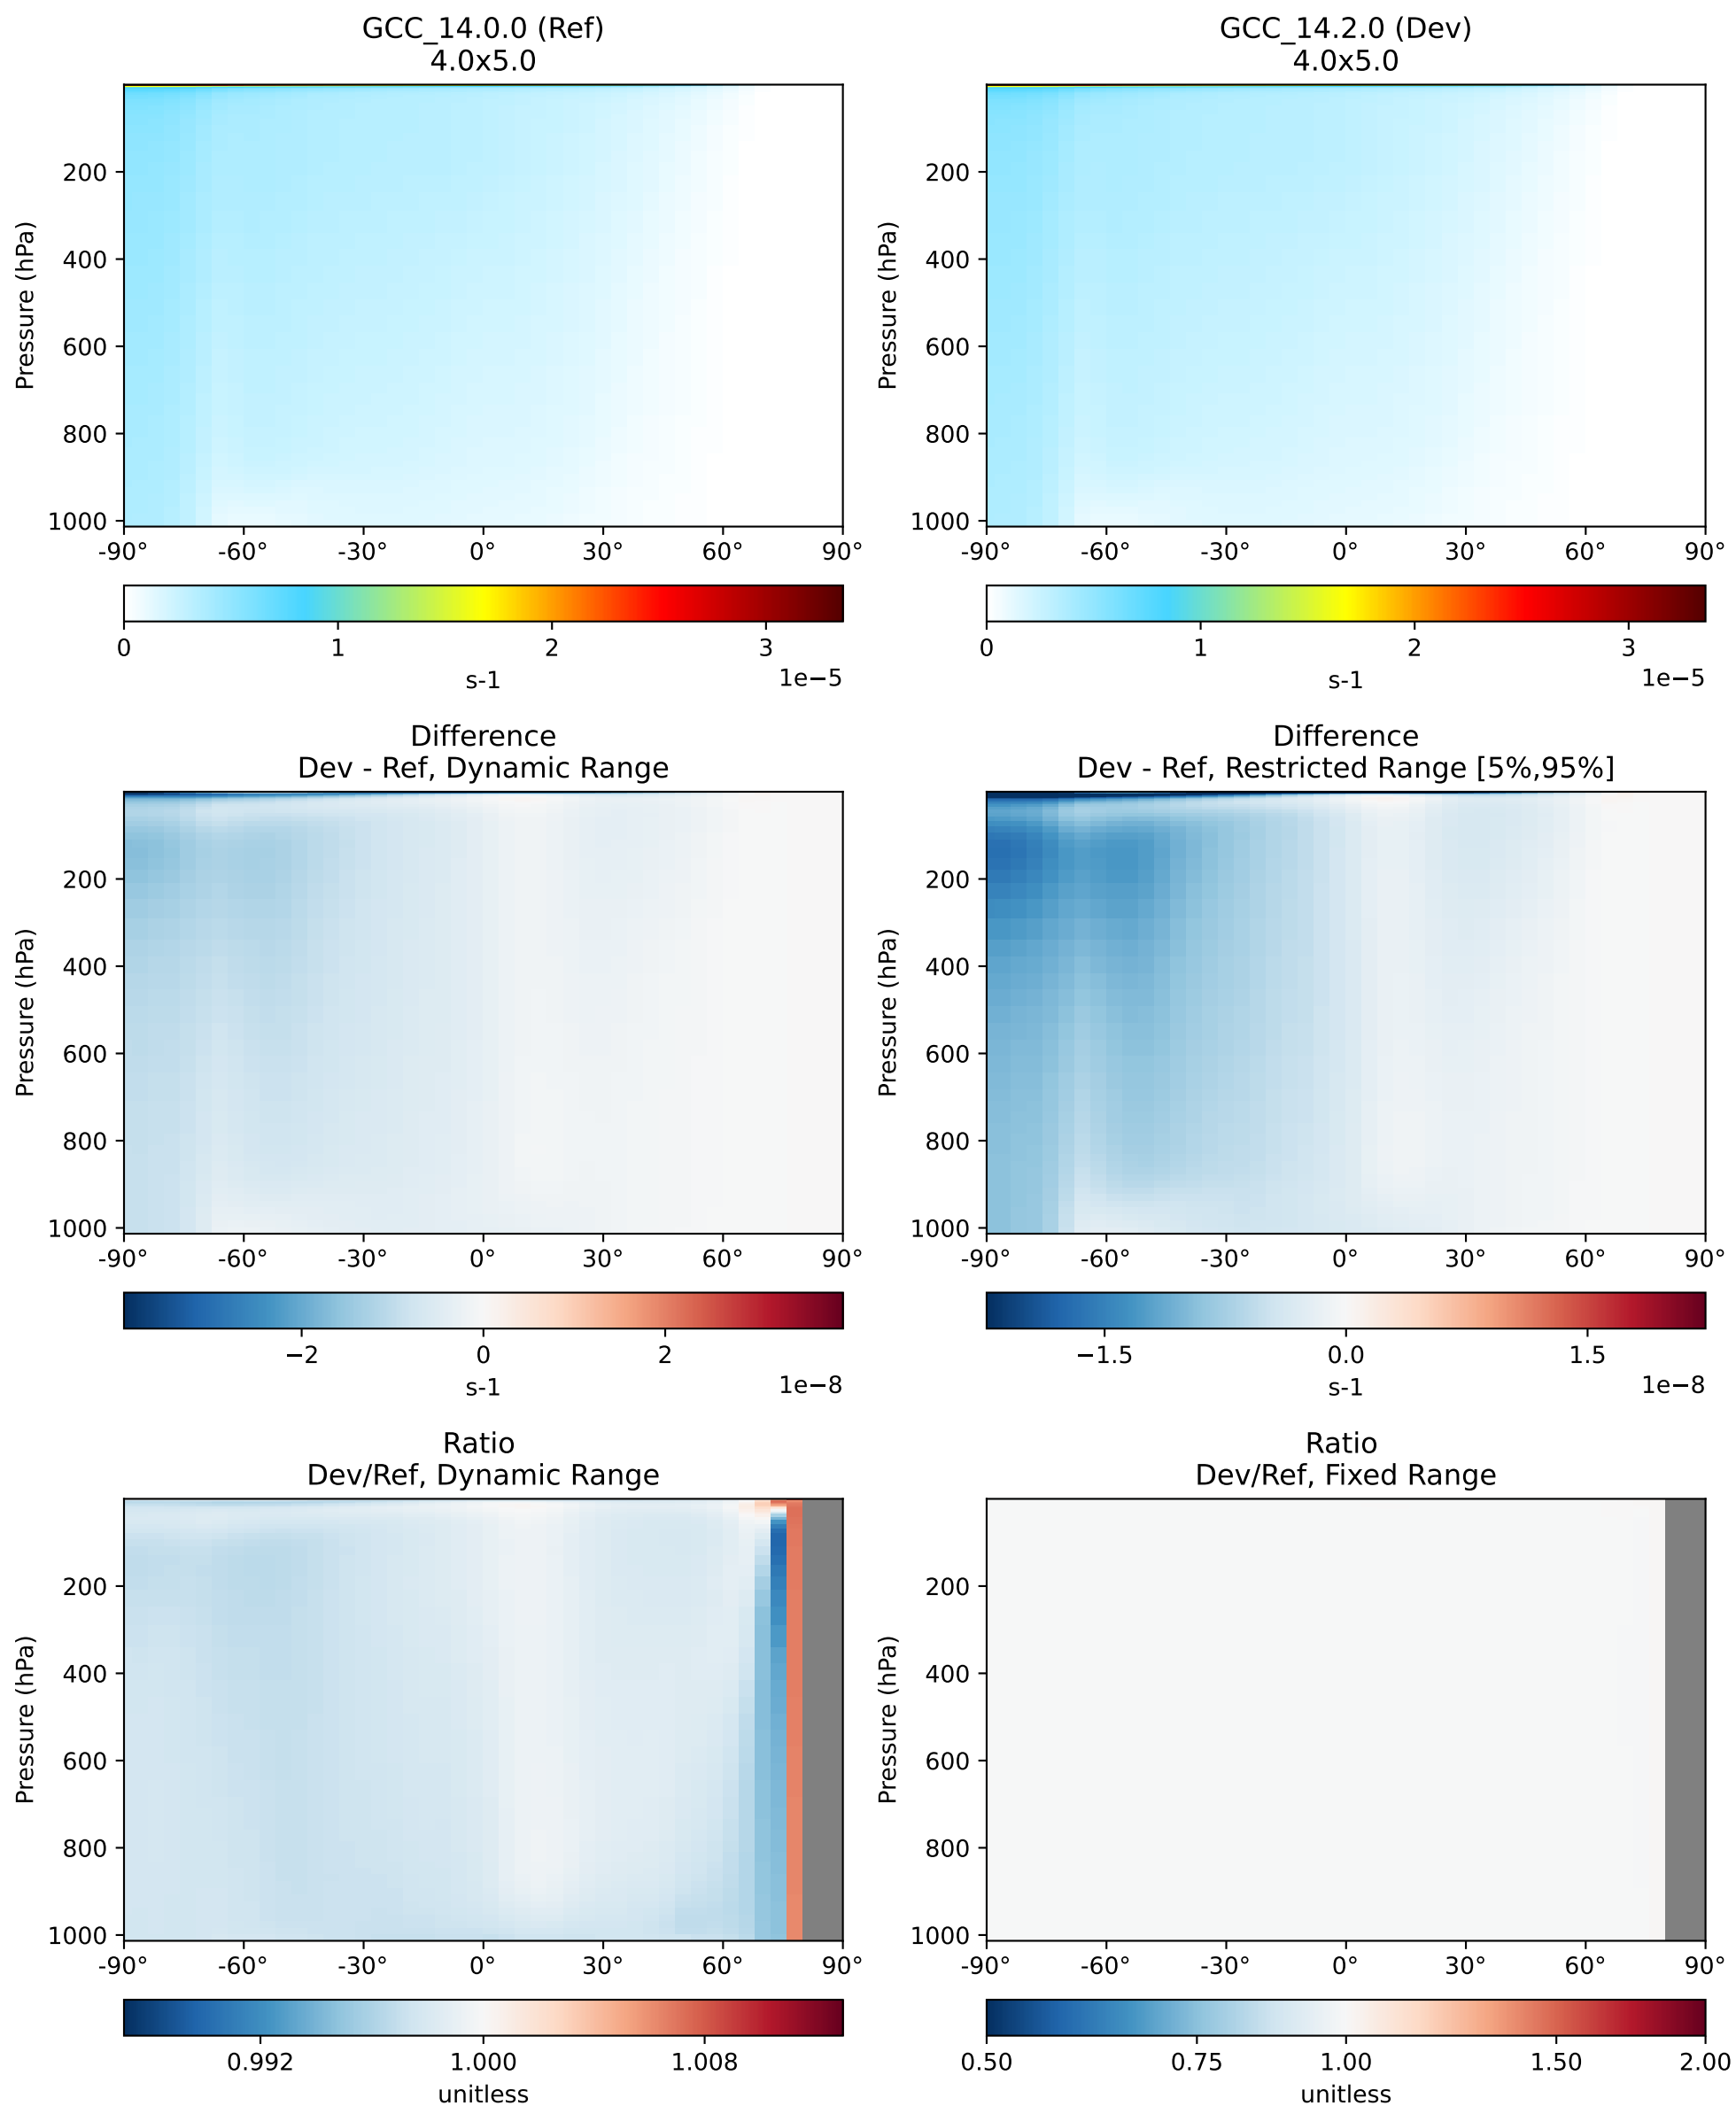 GCC_14.0.0 (Ref)
4.0x5.0
Pressure (hPa)
200
400
600
800
1000
-90° -60° -30° 0° 30° 60° 90°
0 1 2 3
s-1
1e−5
GCC_14.2.0 (Dev)
4.0x5.0
Pressure (hPa)
200
400
600
800
1000
-90° -60° -30° 0° 30° 60° 90°
0 1 2 3
s-1
1e−5
Difference
Dev - Ref, Dynamic Range
Pressure (hPa)
200
400
600
800
1000
-90° -60° -30° 0° 30° 60° 90°
−2 0 2
s-1
1e−8
Difference
Dev - Ref, Restricted Range [5%,95%]
Pressure (hPa)
200
400
600
800
1000
-90° -60° -30° 0° 30° 60° 90°
−1.5 0.0 1.5
s-1
1e−8
Ratio
Dev/Ref, Dynamic Range
Pressure (hPa)
200
400
600
800
1000
-90° -60° -30° 0° 30° 60° 90°
0.992 1.000 1.008
unitless
Ratio
Dev/Ref, Fixed Range
Pressure (hPa)
200
400
600
800
1000
-90° -60° -30° 0° 30° 60° 90°
0.50 0.75 1.00 1.50 2.00
unitless